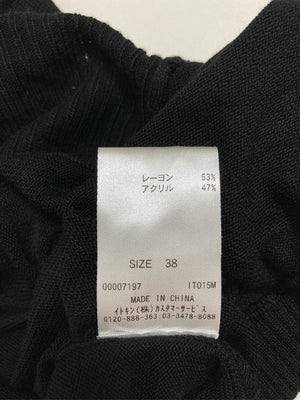 レーヨン 53%
アクリル 47%
SIZE 38
00007197 IT015M
MADE IN CHINA
イトキン(株)カスタマーサービス
0120-888-363:03-3478-8088